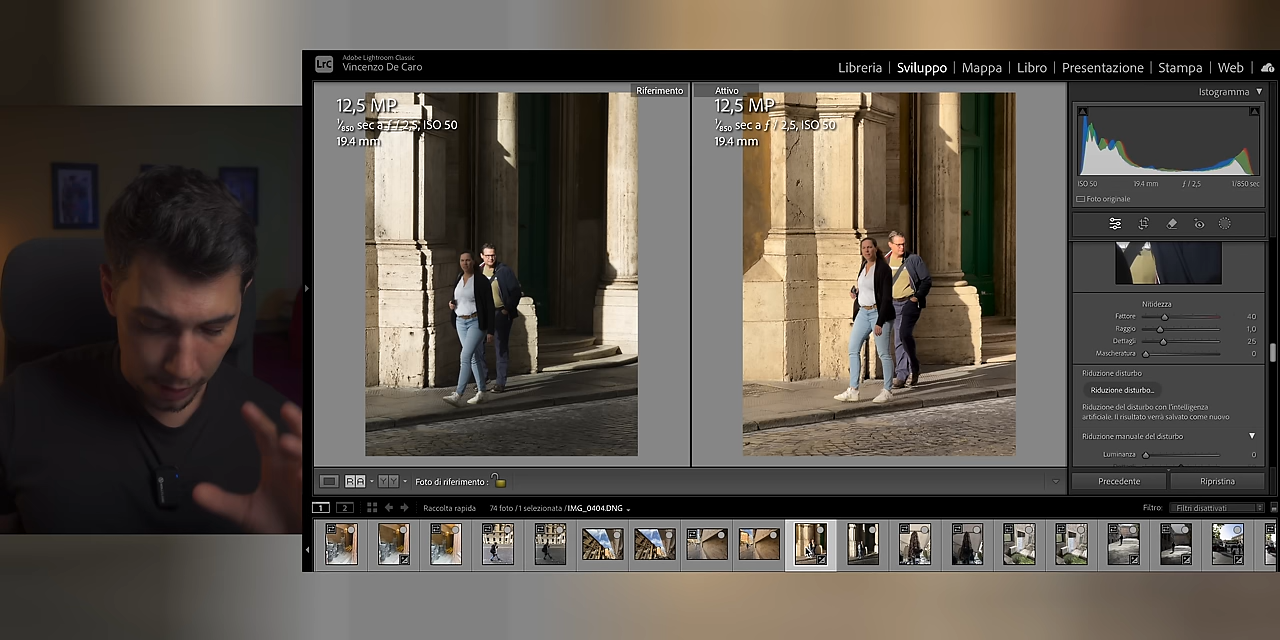 LrC
Adobe Lightroom Classic
Vincenzo De Caro
Libreria | Sviluppo | Mappa | Libro | Presentazione | Stampa | Web
Riferimento
12,5 MP
1/850 sec a ƒ / 2,5, ISO 50
19.4 mm
Attivo
12,5 MP
1/850 sec a ƒ / 2,5, ISO 50
19.4 mm
Istogramma
ISO 50 19.4 mm ƒ / 2,5 1/850 sec
Foto originale
Nitidezza
Fattore 40
Raggio 1,0
Dettagli 25
Mascheratura 0
Riduzione disturbo
Riduzione disturbo...
Riduzione del disturbo con l'intelligenza
artificiale. Il risultato verrà salvato come nuovo
Riduzione manuale del disturbo
Luminanza 0
R A Y Y Foto di riferimento :
Precedente Ripristina
1 2 Raccolta rapida 74 foto /1 selezionata /IMG_0404.DNG
Filtro: Filtri disattivati